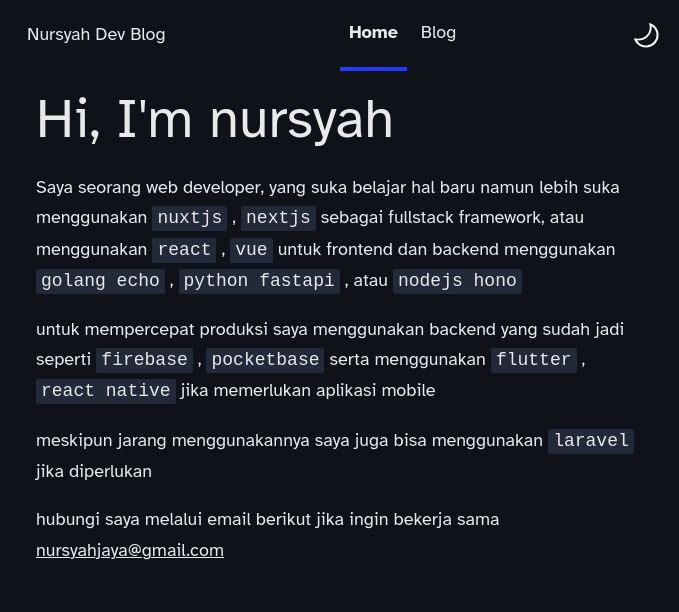 Nursyah Dev Blog
Home
Blog
Hi, I'm nursyah
Saya seorang web developer, yang suka belajar hal baru namun lebih suka
menggunakan nuxtjs , nextjs sebagai fullstack framework, atau
menggunakan react , vue untuk frontend dan backend menggunakan
golang echo , python fastapi , atau nodejs hono
untuk mempercepat produksi saya menggunakan backend yang sudah jadi
seperti firebase , pocketbase serta menggunakan flutter ,
react native jika memerlukan aplikasi mobile
meskipun jarang menggunakannya saya juga bisa menggunakan laravel
jika diperlukan
hubungi saya melalui email berikut jika ingin bekerja sama
nursyahjaya@gmail.com